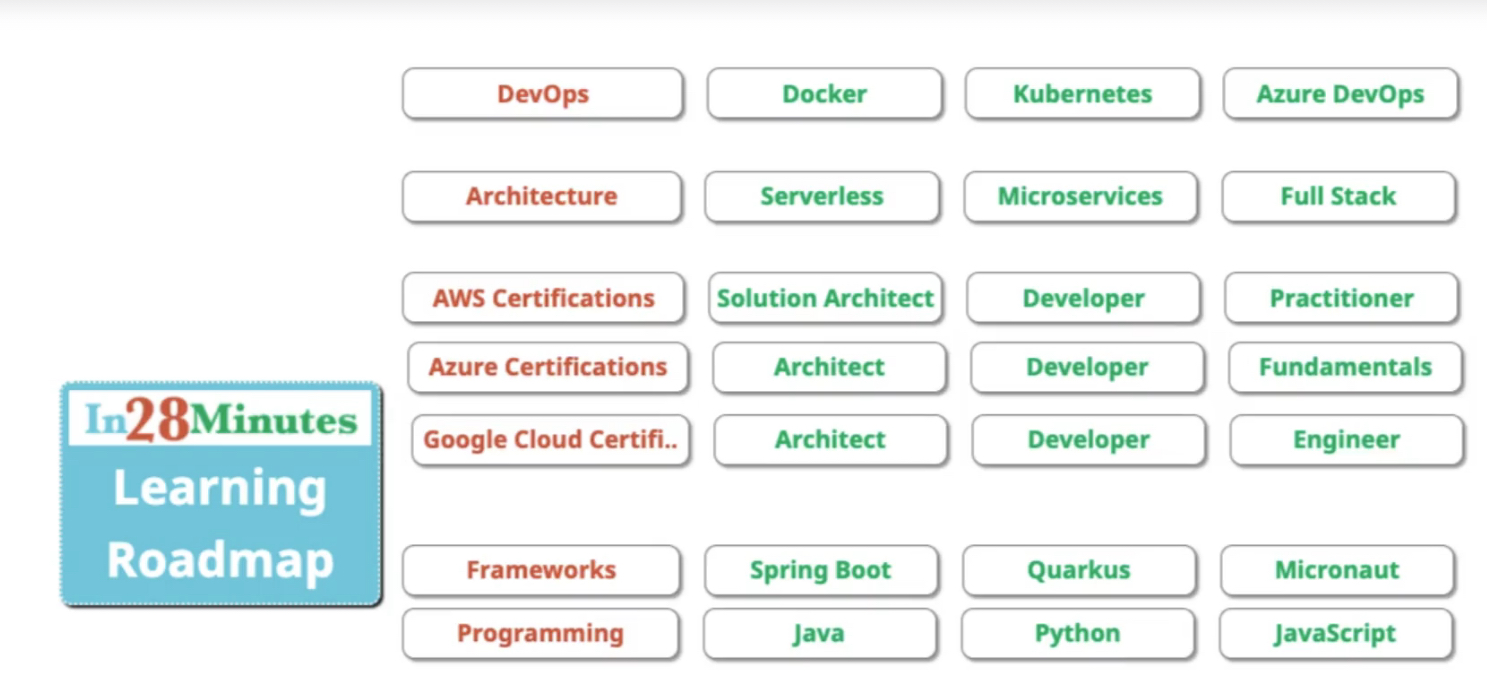 DevOps Docker Kubernetes Azure DevOps
Architecture Serverless Microservices Full Stack
AWS Certifications Solution Architect Developer Practitioner
Azure Certifications Architect Developer Fundamentals
Google Cloud Certifi.. Architect Developer Engineer
In28Minutes
Learning
Roadmap
Frameworks Spring Boot Quarkus Micronaut
Programming Java Python JavaScript